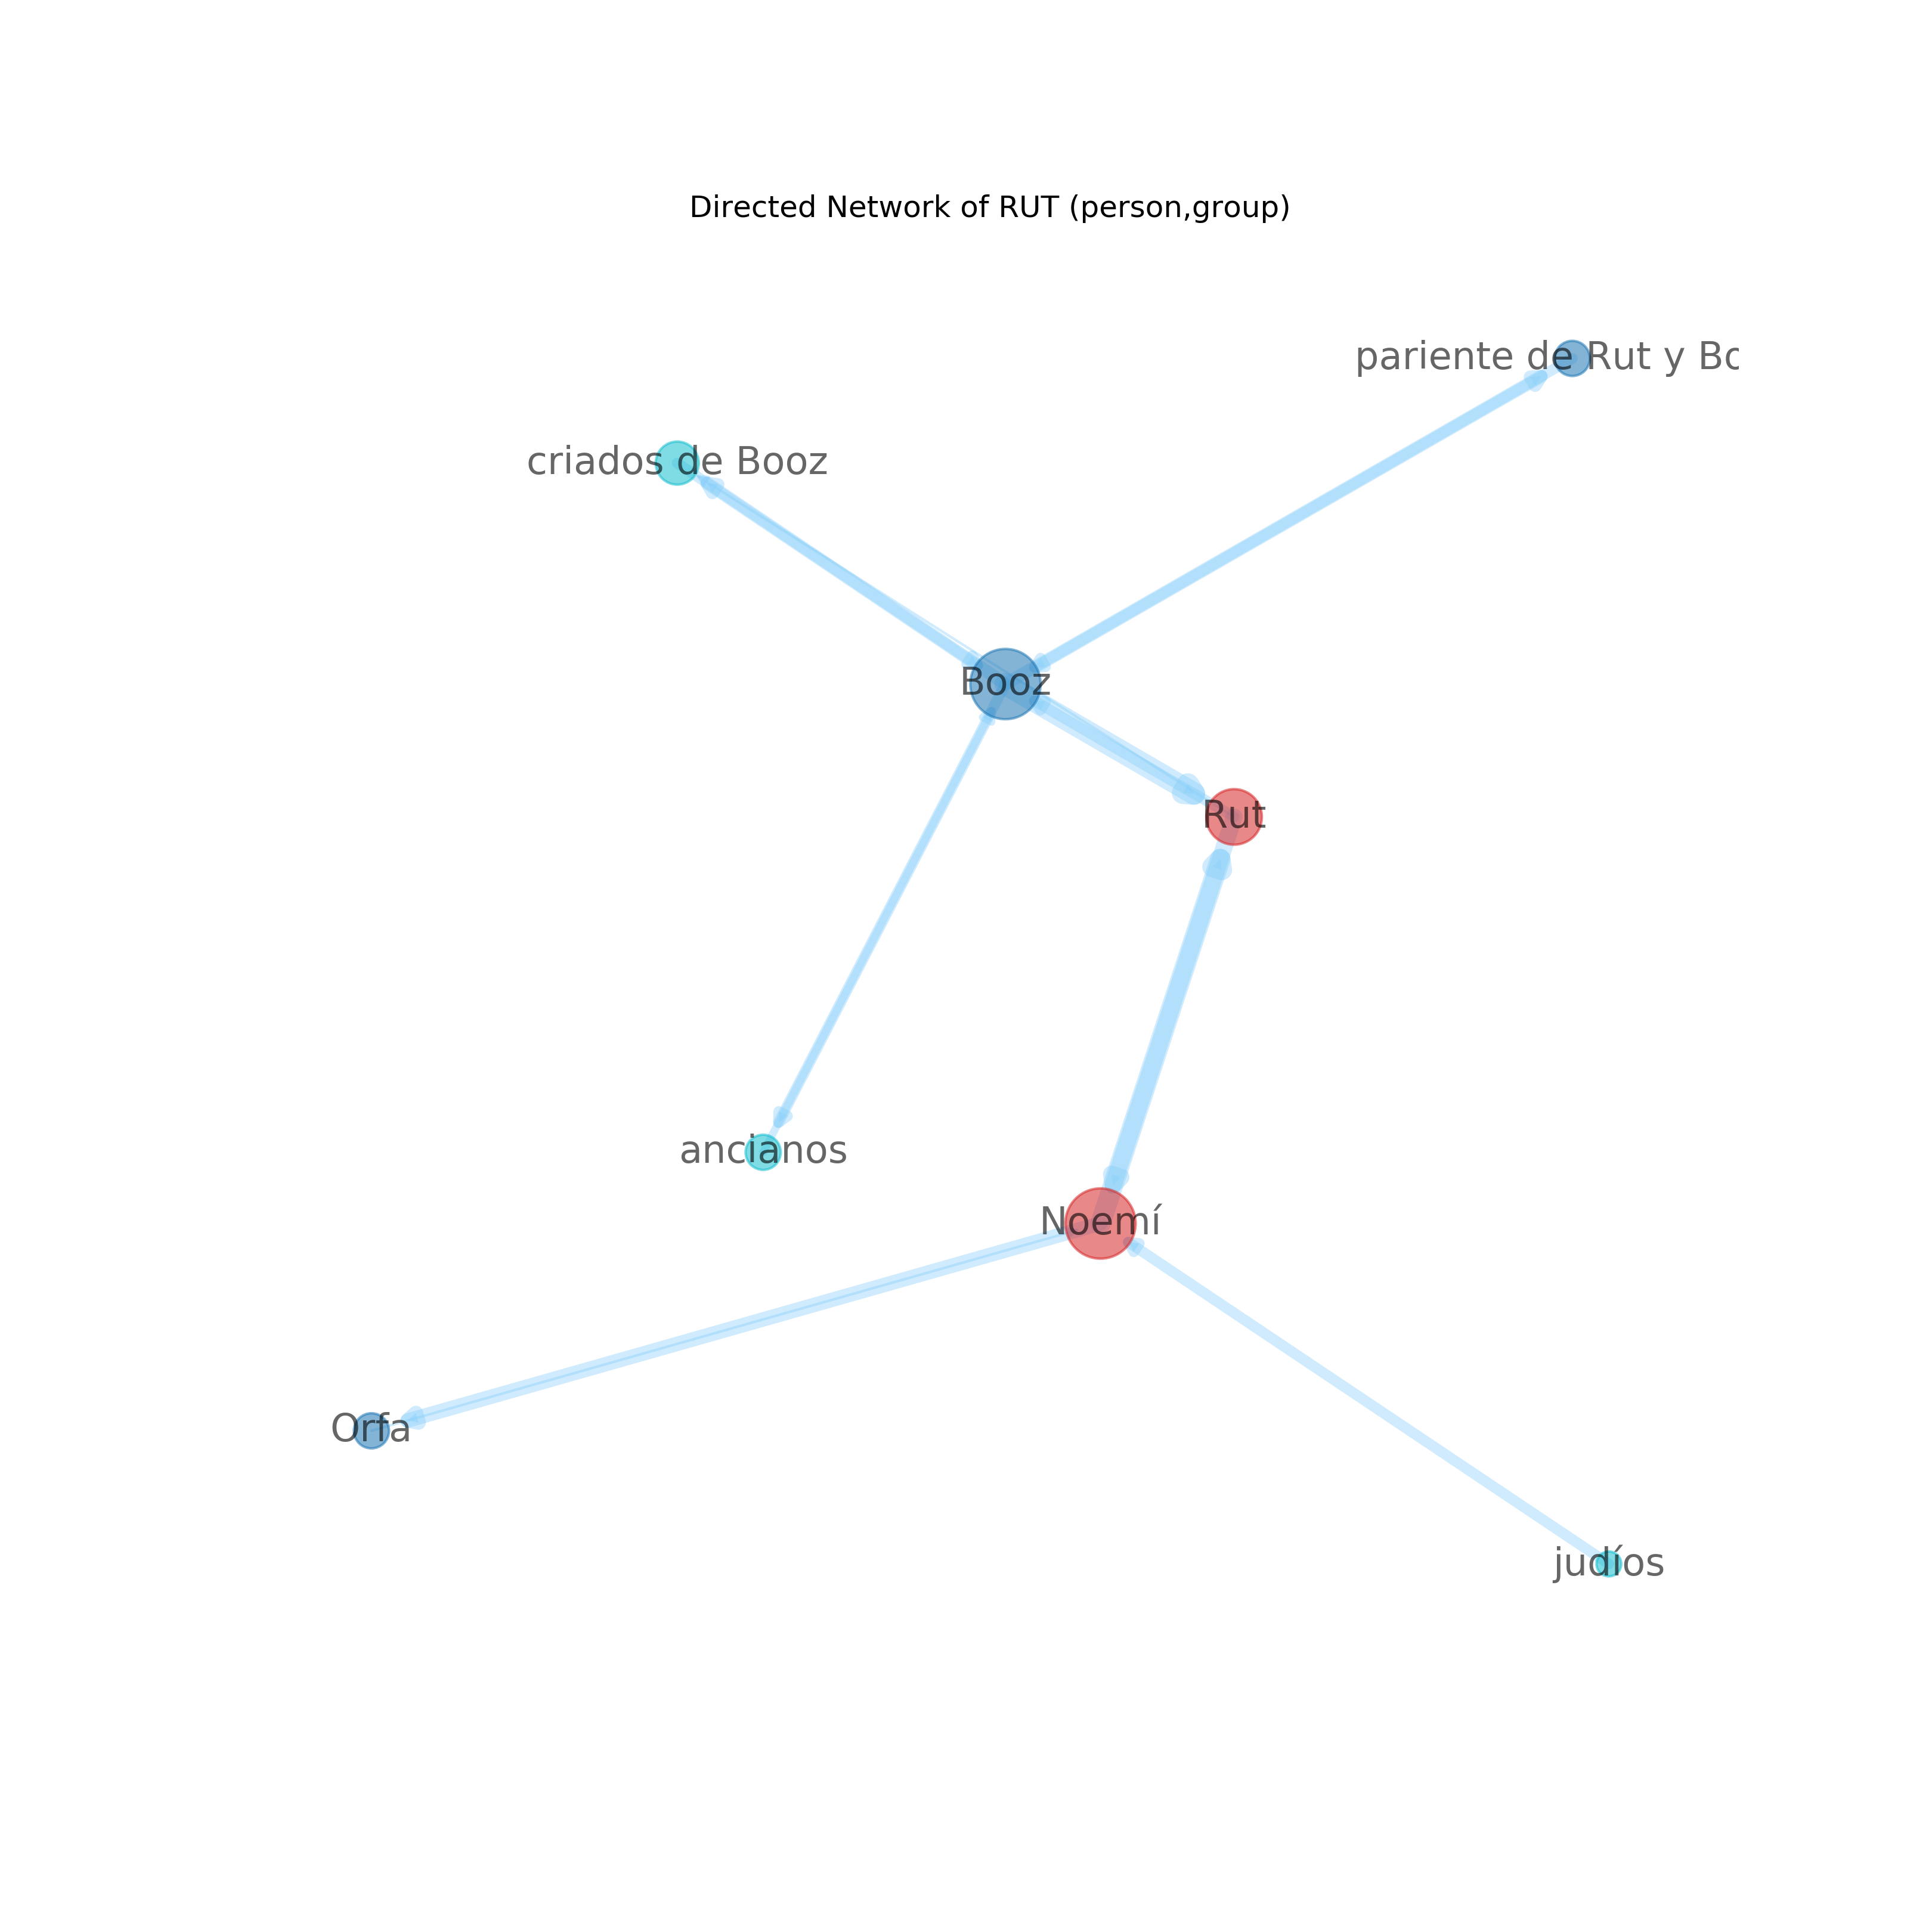 Directed Network of RUT (person,group)
pariente de Rut y Bo
criados de Booz
Booz
Rut
ancianos
Noemí
Orfa
judíos